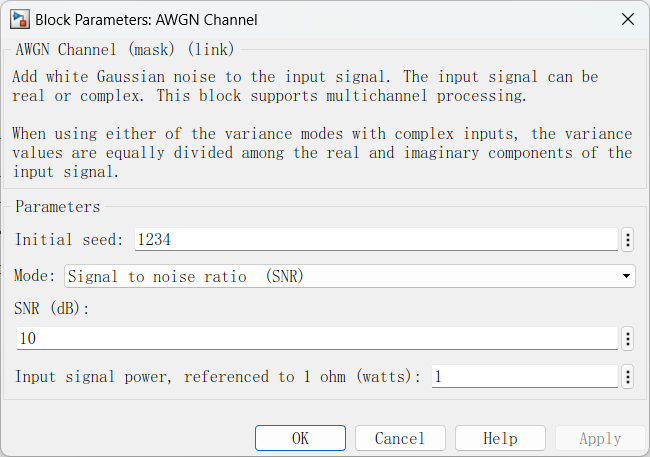 Block Parameters: AWGN Channel
AWGN Channel (mask) (link)
Add white Gaussian noise to the input signal. The input signal can be
real or complex. This block supports multichannel processing.
When using either of the variance modes with complex inputs, the variance
values are equally divided among the real and imaginary components of the
input signal.
Parameters
Initial seed: 1234
Mode: Signal to noise ratio  (SNR)
SNR (dB):
10
Input signal power, referenced to 1 ohm (watts): 1
OK Cancel Help Apply